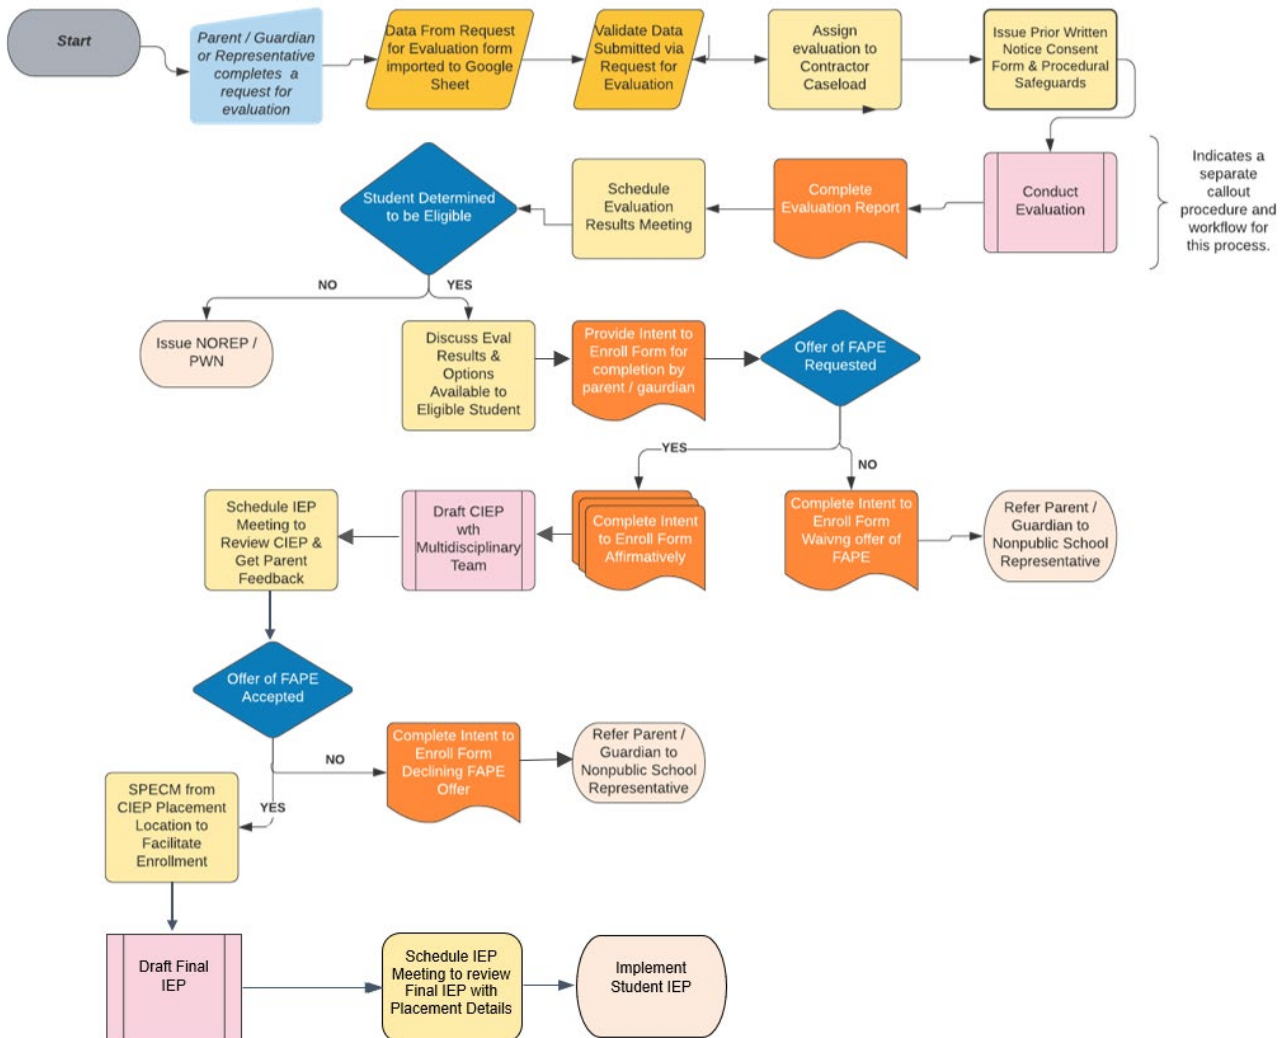 Start
Parent / Guardian
or Representative
completes a
request for
evaluation
Data From Request
for Evaluation form
imported to Google
Sheet
Validate Data
Submitted via
Request for
Evaluation
Assign
evaluation to
Contractor
Caseload
Issue Prior Written
Notice Consent
Form & Procedural
Safeguards
Indicates a
separate
callout
procedure and
workflow for
this process.
Conduct
Evaluation
Complete
Evaluation Report
Schedule
Evaluation
Results Meeting
Student Determined
to be Eligible
NO
YES
Issue NOREP /
PWN
Discuss Eval
Results &
Options
Available to
Eligible Student
Provide Intent to
Enroll Form for
completion by
parent / gaurdian
Offer of FAPE
Requested
YES
NO
Schedule IEP
Meeting to
Review CIEP &
Get Parent
Feedback
Draft CIEP
wth
Multidisciplinary
Team
Complete Intent
to Enroll Form
Affirmatively
Complete Intent to
Enroll Form
Waivng offer of
FAPE
Refer Parent /
Guardian to
Nonpublic School
Representative
Offer of FAPE
Accepted
NO
YES
Complete Intent to
Enroll Form
Declining FAPE
Offer
Refer Parent /
Guardian to
Nonpublic School
Representative
SPECM from
CIEP Placement
Location to
Facilitate
Enrollment
Draft Final
IEP
Schedule IEP
Meeting to review
Final IEP with
Placement Details
Implement
Student IEP